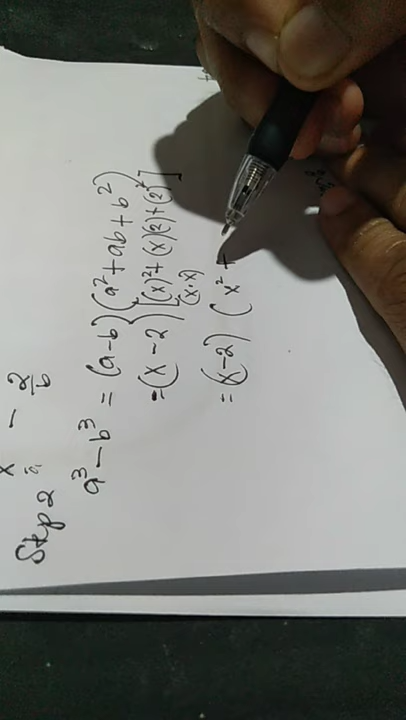 x - 2
a b
Step 2
a³ - b³ = (a - b) (a² + ab + b²)
= (x - 2) [(x)² + (x)(2) + (2)²]
(x·x)
= (x - 2) ( x² +